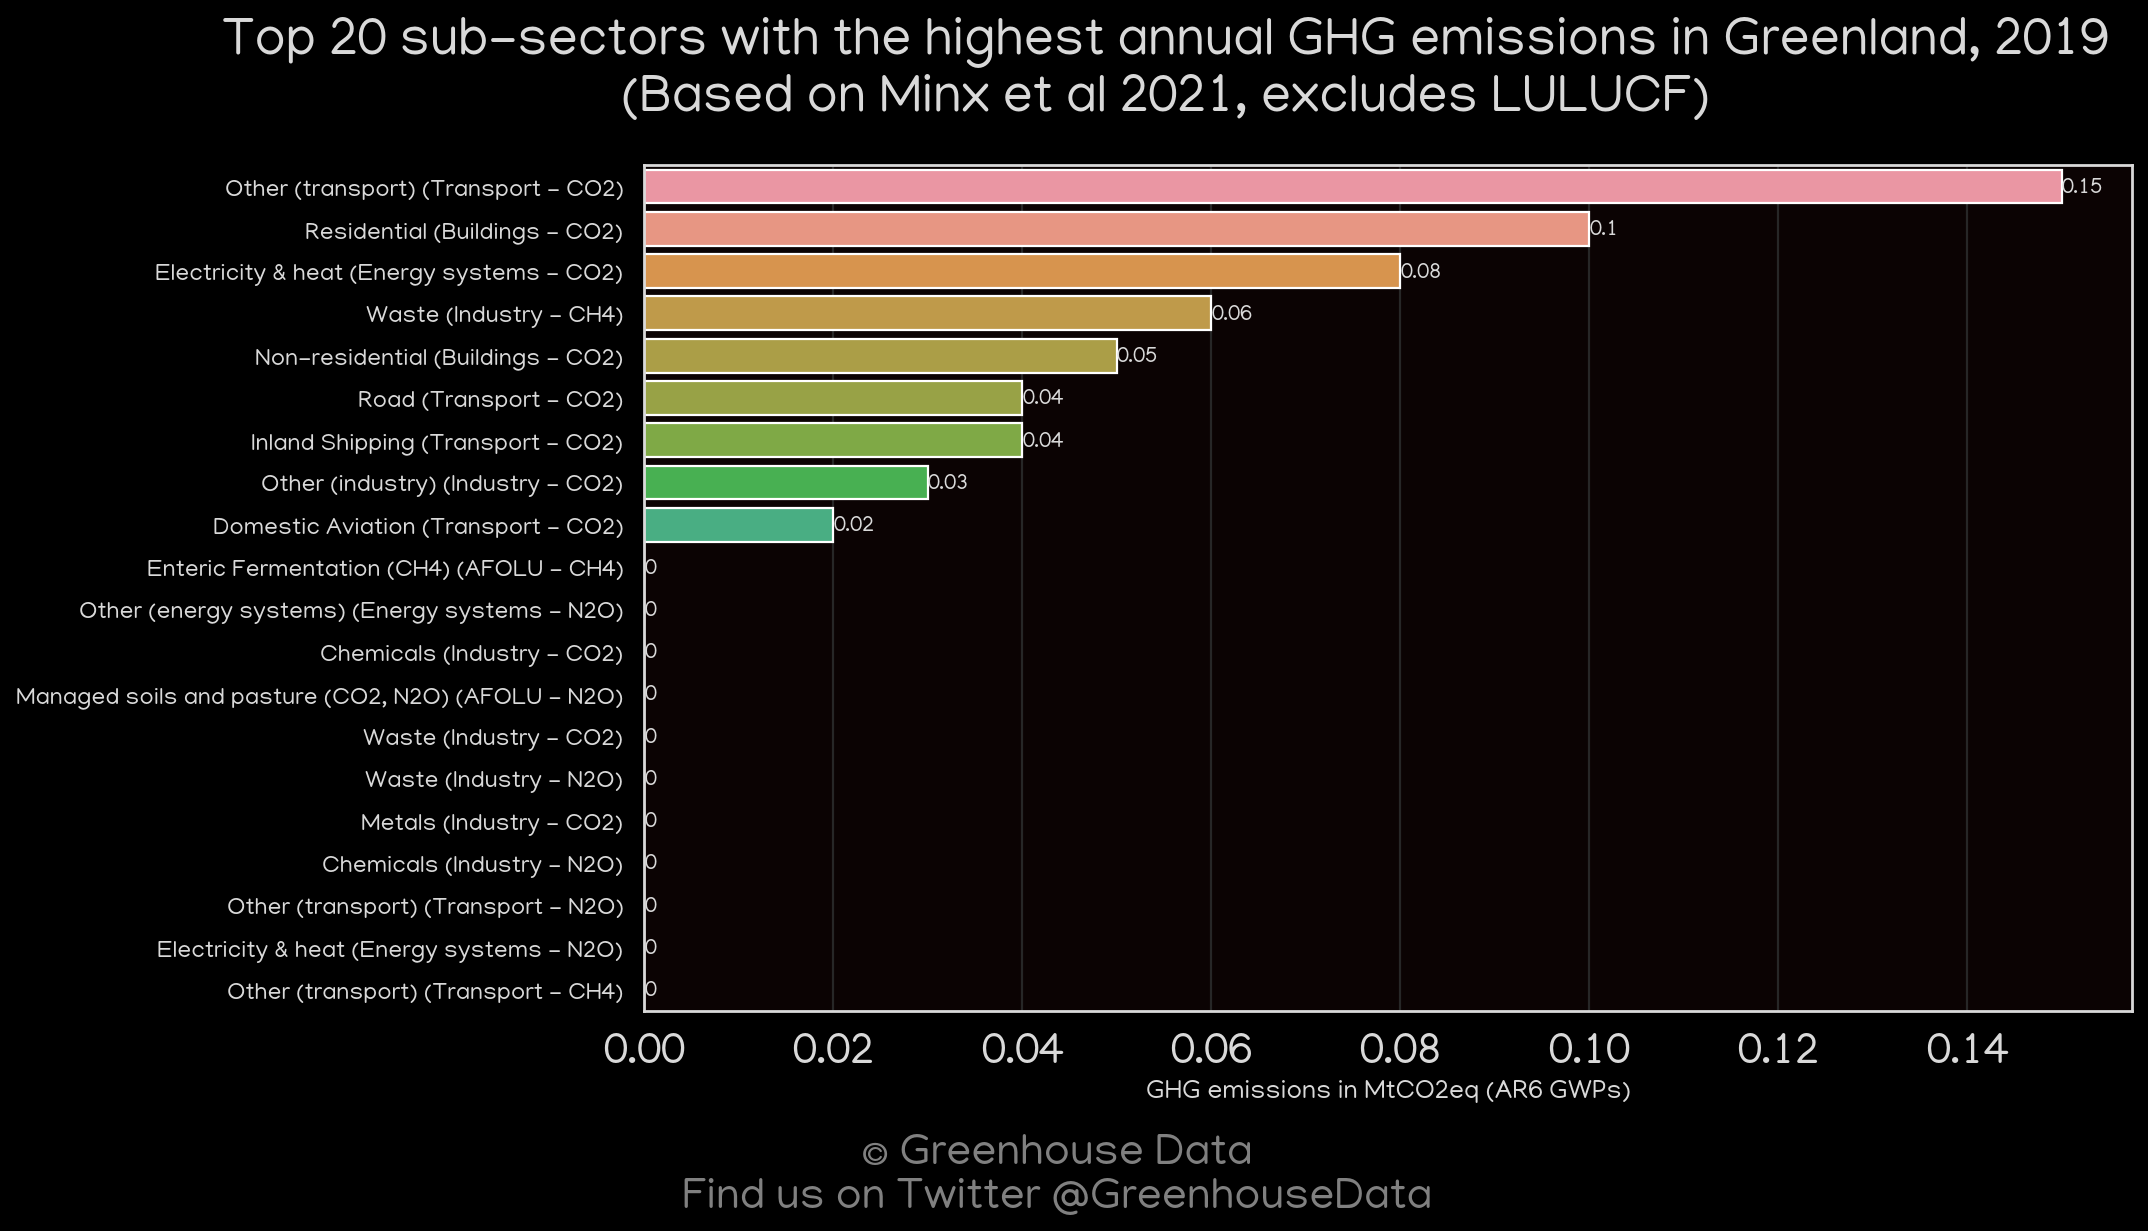 Top 20 sub-sectors with the highest annual GHG emissions in Greenland, 2019
(Based on Minx et al 2021, excludes LULUCF)
Other (transport) (Transport - CO2) 0.15
Residential (Buildings - CO2) 0.1
Electricity & heat (Energy systems - CO2) 0.08
Waste (Industry - CH4) 0.06
Non-residential (Buildings - CO2) 0.05
Road (Transport - CO2) 0.04
Inland Shipping (Transport - CO2) 0.04
Other (industry) (Industry - CO2) 0.03
Domestic Aviation (Transport - CO2) 0.02
Enteric Fermentation (CH4) (AFOLU - CH4) 0
Other (energy systems) (Energy systems - N2O) 0
Chemicals (Industry - CO2) 0
Managed soils and pasture (CO2, N2O) (AFOLU - N2O) 0
Waste (Industry - CO2) 0
Waste (Industry - N2O) 0
Metals (Industry - CO2) 0
Chemicals (Industry - N2O) 0
Other (transport) (Transport - N2O) 0
Electricity & heat (Energy systems - N2O) 0
Other (transport) (Transport - CH4) 0
0.00 0.02 0.04 0.06 0.08 0.10 0.12 0.14
GHG emissions in MtCO2eq (AR6 GWPs)
© Greenhouse Data
Find us on Twitter @GreenhouseData